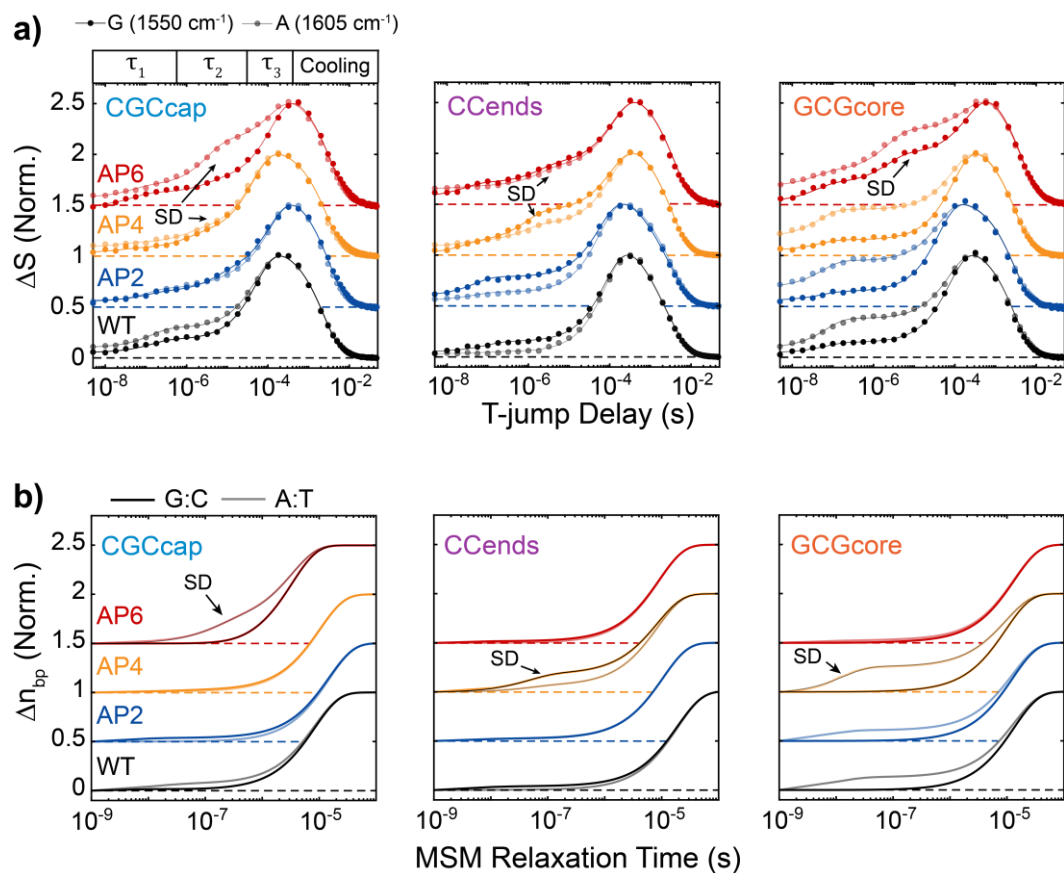 a)
G (1550 cm⁻¹) A (1605 cm⁻¹)
τ₁ τ₂ τ₃ Cooling
CGCcap CCends GCGcore
2.5
AP6
2
SD SD SD
1.5
AP4
1
AP2
0.5
WT
0
ΔS (Norm.)
10⁻⁸ 10⁻⁶ 10⁻⁴ 10⁻² 10⁻⁸ 10⁻⁶ 10⁻⁴ 10⁻² 10⁻⁸ 10⁻⁶ 10⁻⁴ 10⁻²
T-jump Delay (s)
b)
G:C A:T
CGCcap CCends GCGcore
2.5
SD
AP6
2
1.5
AP4 SD SD
1
AP2
0.5
WT
0
Δn_bp (Norm.)
10⁻⁹ 10⁻⁷ 10⁻⁵ 10⁻⁹ 10⁻⁷ 10⁻⁵ 10⁻⁹ 10⁻⁷ 10⁻⁵
MSM Relaxation Time (s)